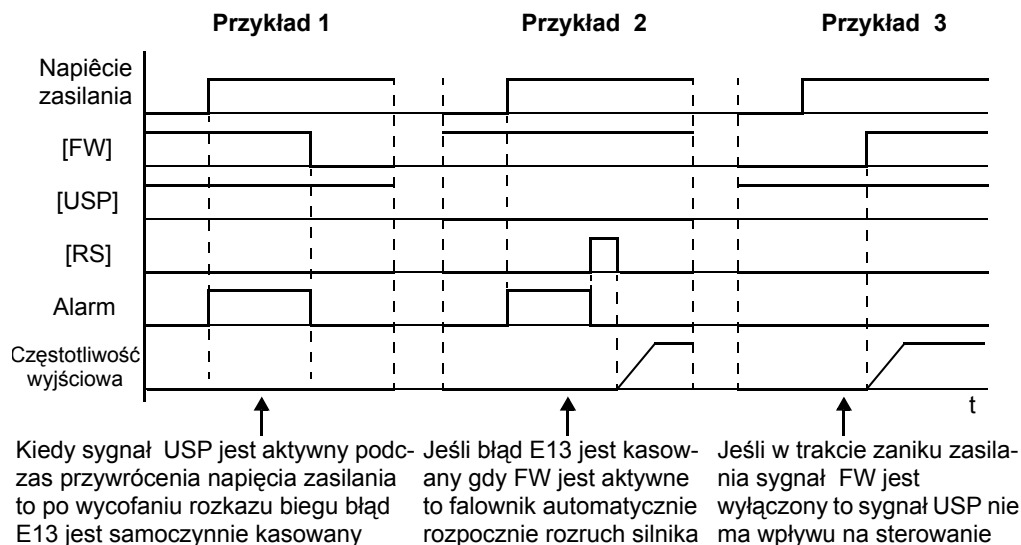 Przykład 1
Przykład 2
Przykład 3
Napiêcie
zasilania
[FW]
[USP]
[RS]
Alarm
Częstotliwość
wyjściowa
t
Kiedy sygnał USP jest aktywny pod-
czas przywrócenia napięcia zasilania
to po wycofaniu rozkazu biegu błąd
E13 jest samoczynnie kasowany
Jeśli błąd E13 jest kasow-
any gdy FW jest aktywne
to falownik automatycznie
rozpocznie rozruch silnika
Jeśli w trakcie zaniku zasila-
nia sygnał FW jest
wyłączony to sygnał USP nie
ma wpływu na sterowanie